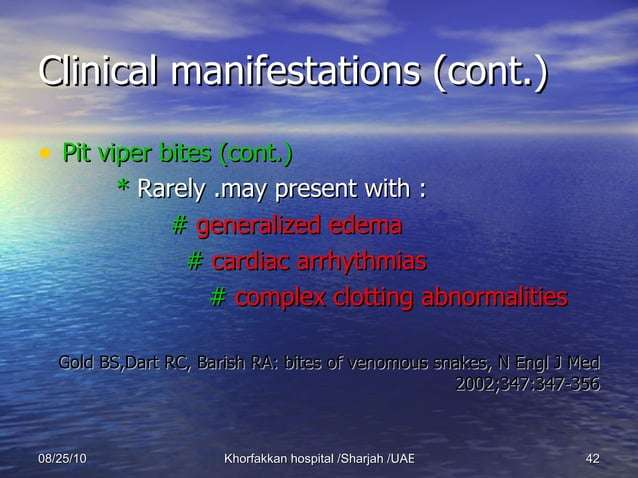 Clinical manifestations (cont.)
• Pit viper bites (cont.)
* Rarely .may present with :
# generalized edema
# cardiac arrhythmias
# complex clotting abnormalities
Gold BS,Dart RC, Barish RA: bites of venomous snakes, N Engl J Med
2002;347:347-356
08/25/10 Khorfakkan hospital /Sharjah /UAE 42